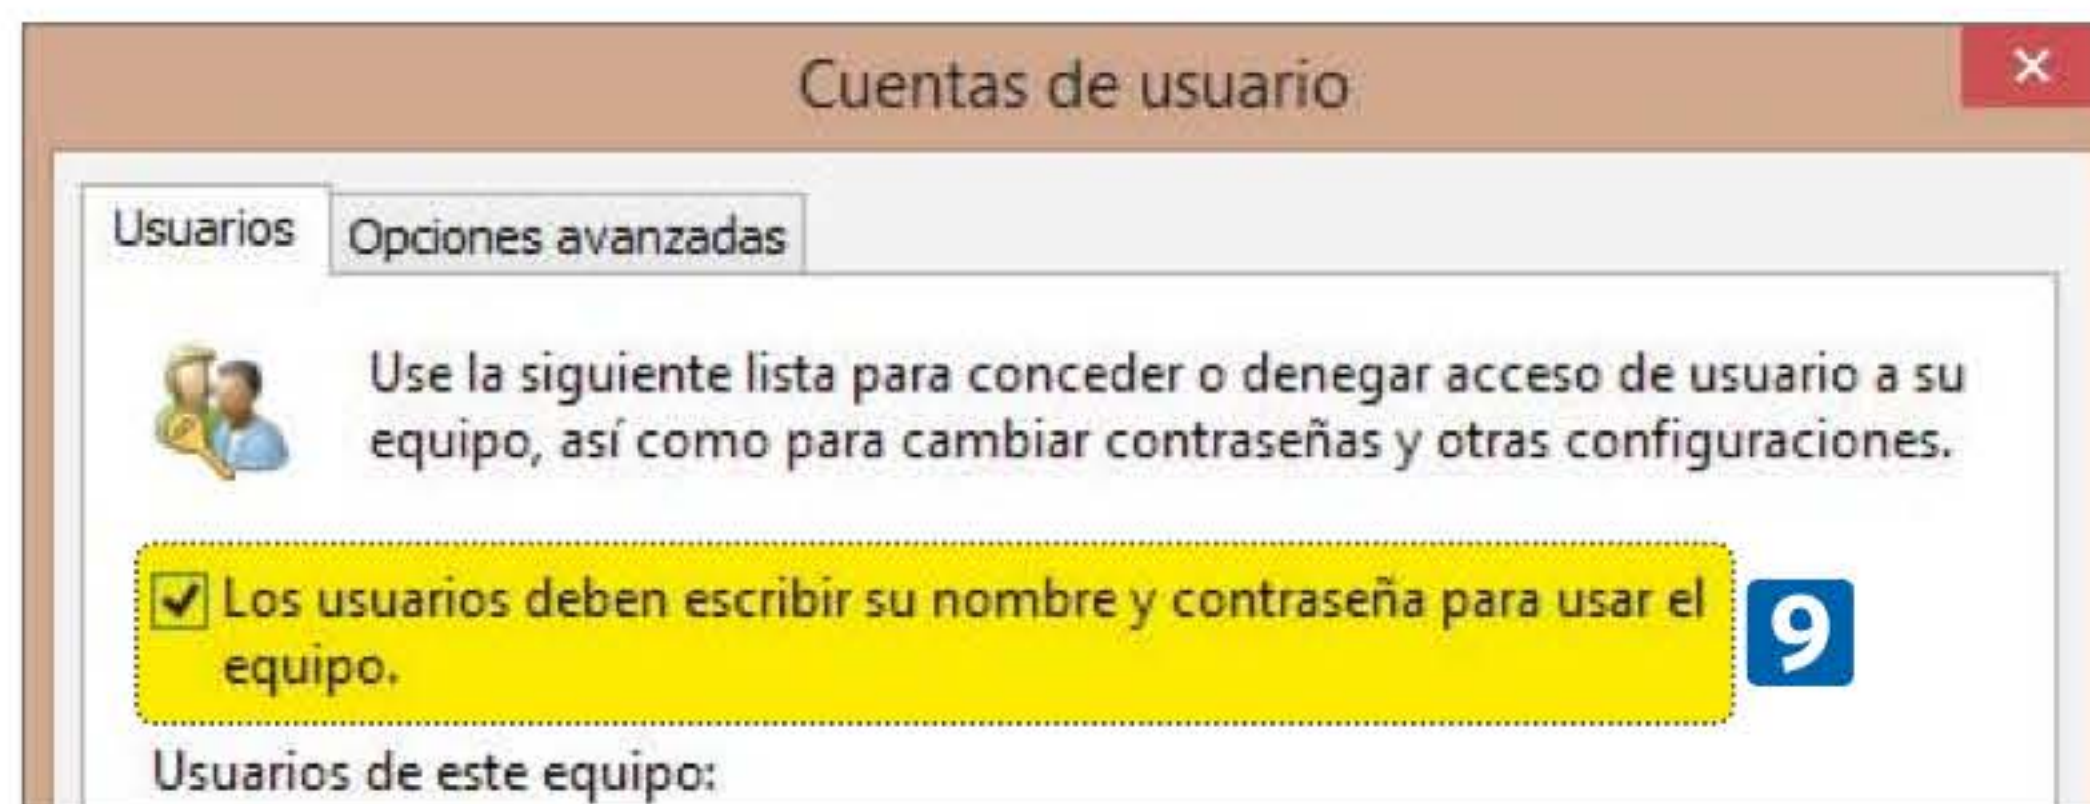 Cuentas de usuario
Usuarios
Opciones avanzadas
Use la siguiente lista para conceder o denegar acceso de usuario a su
equipo, así como para cambiar contraseñas y otras configuraciones.
Los usuarios deben escribir su nombre y contraseña para usar el
equipo.
9
Usuarios de este equipo: